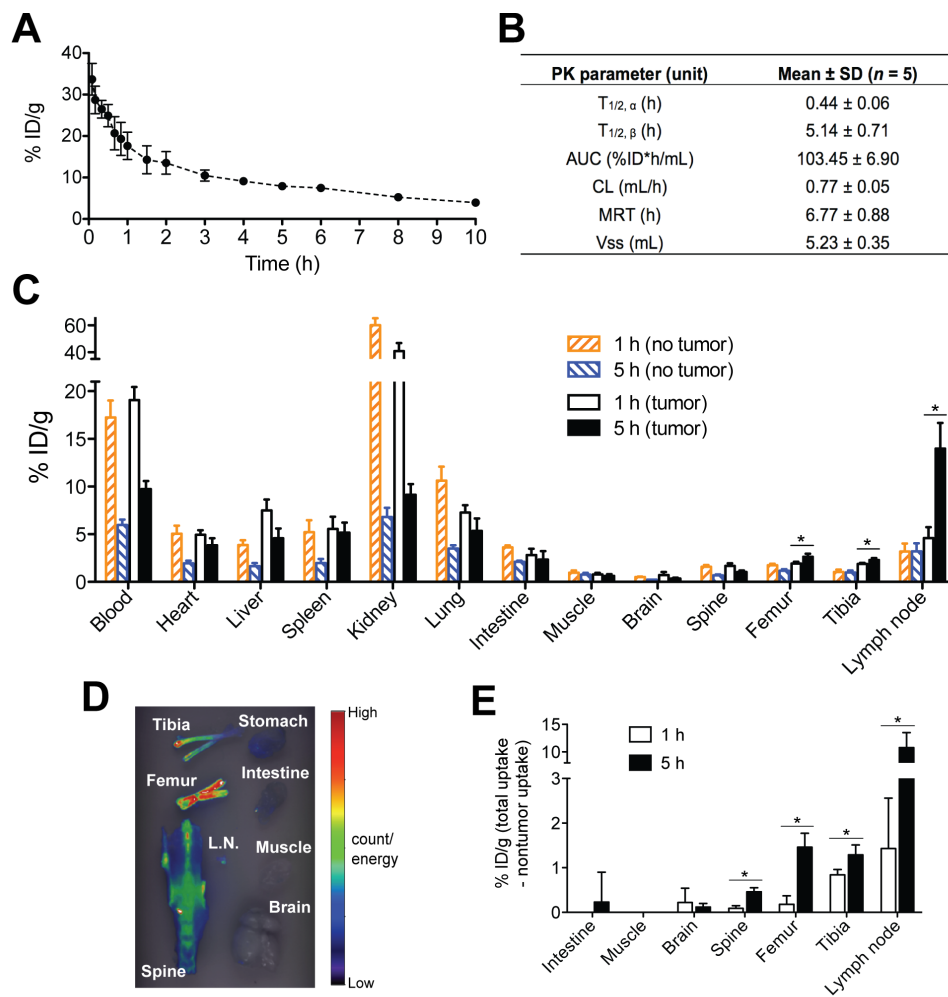 A
% ID/g
40
30
20
10
0
0 1 2 3 4 5 6 7 8 9 10
Time (h)
B
PK parameter (unit) Mean ± SD (n = 5)
T1/2, α (h) 0.44 ± 0.06
T1/2, β (h) 5.14 ± 0.71
AUC (%ID*h/mL) 103.45 ± 6.90
CL (mL/h) 0.77 ± 0.05
MRT (h) 6.77 ± 0.88
Vss (mL) 5.23 ± 0.35
C
% ID/g
60
40
20
15
10
5
0
1 h (no tumor)
5 h (no tumor)
1 h (tumor)
5 h (tumor)
* * *
Blood Heart Liver Spleen Kidney Lung Intestine Muscle Brain Spine Femur Tibia Lymph node
D
Tibia Stomach
Femur Intestine
L.N.
Muscle
Brain
Spine
High
count/
energy
Low
E
% ID/g (total uptake
- nontumor uptake)
15
10
5
2
1
0
1 h
5 h
* * * *
Intestine Muscle Brain Spine Femur Tibia Lymph node